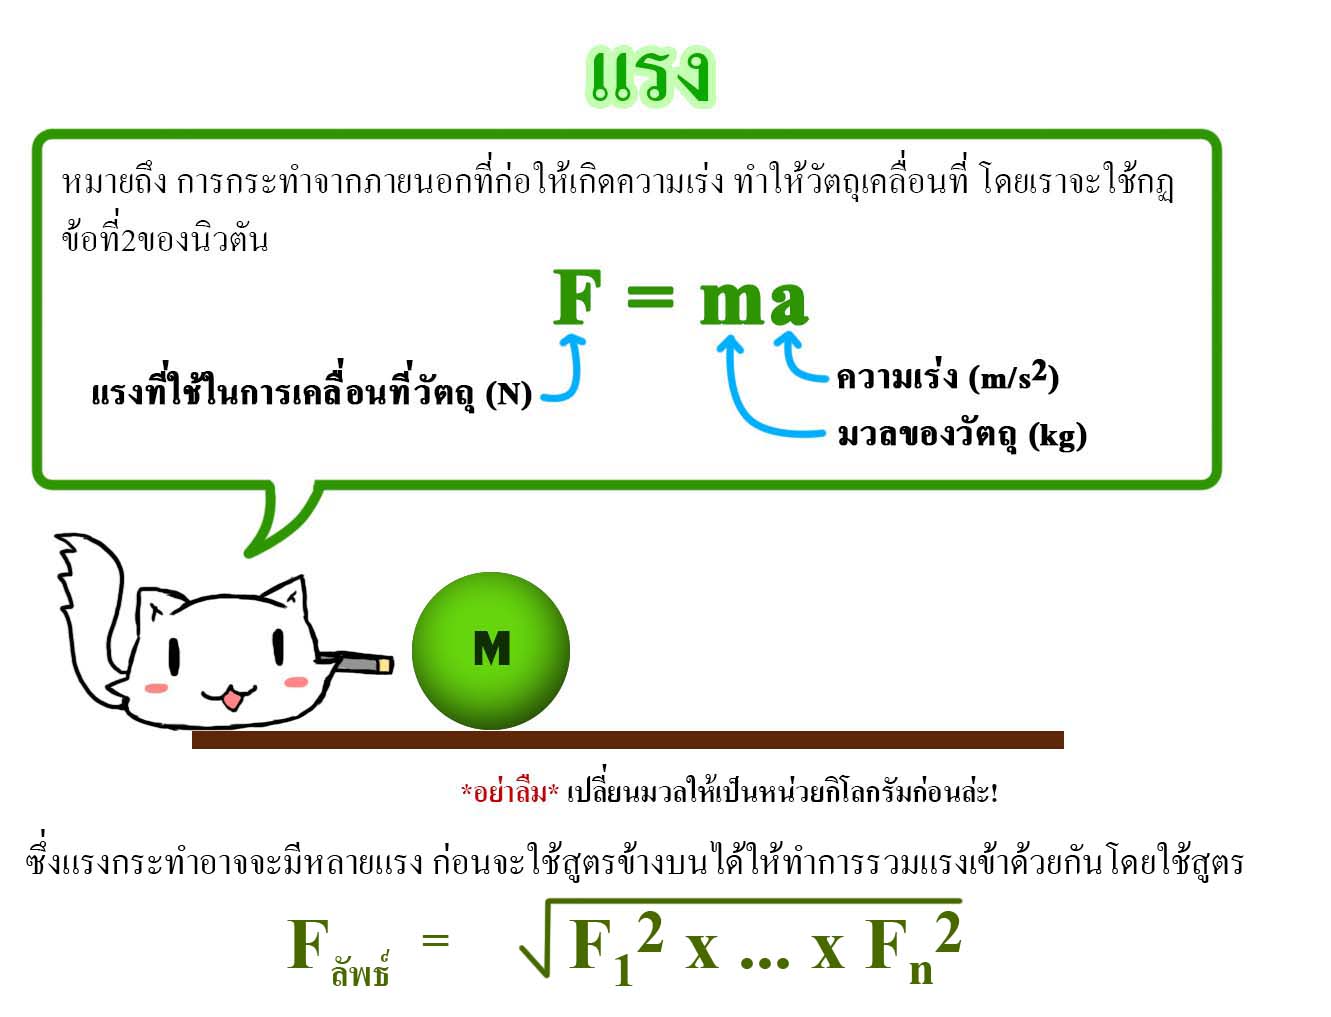 แรง
หมายถึง การกระทำจากภายนอกที่ก่อให้เกิดความเร่ง ทำให้วัตถุเคลื่อนที่ โดยเราจะใช้กฏ
ข้อที่2ของนิวตัน
F = ma
แรงที่ใช้ในการเคลื่อนที่วัตถุ (N)
ความเร่ง (m/s²)
มวลของวัตถุ (kg)
M
*อย่าลืม* เปลี่ยนมวลให้เป็นหน่วยกิโลกรัมก่อนล่ะ!
ซึ่งแรงกระทำอาจจะมีหลายแรง ก่อนจะใช้สูตรข้างบนได้ให้ทำการรวมแรงเข้าด้วยกันโดยใช้สูตร
Fลัพธ์ = √F₁² x ... x Fₙ²